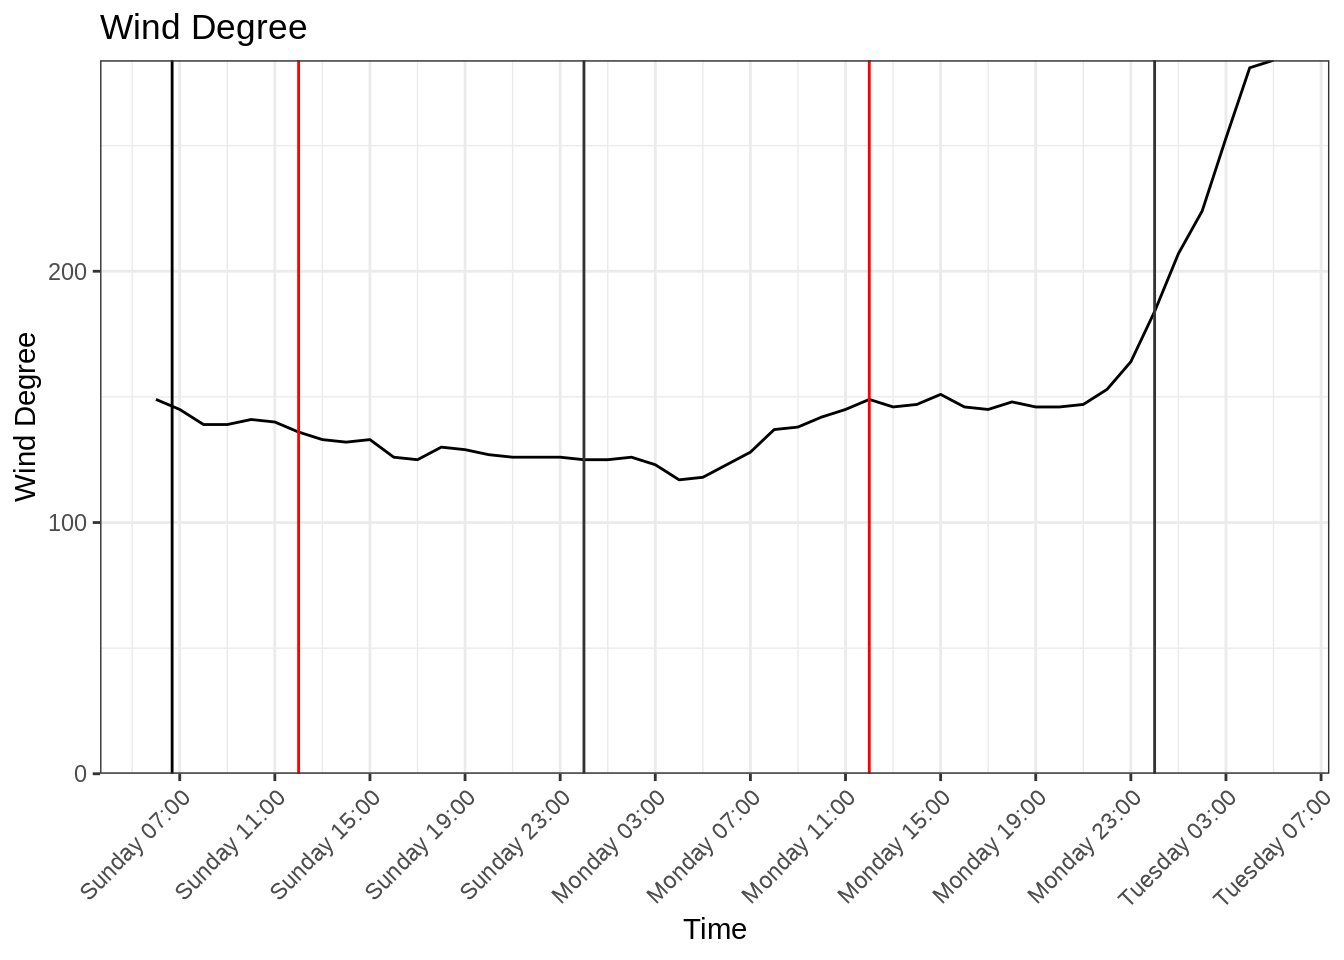 Wind Degree
Wind Degree
200
100
0
Sunday 07:00
Sunday 11:00
Sunday 15:00
Sunday 19:00
Sunday 23:00
Monday 03:00
Monday 07:00
Monday 11:00
Monday 15:00
Monday 19:00
Monday 23:00
Tuesday 03:00
Tuesday 07:00
Time